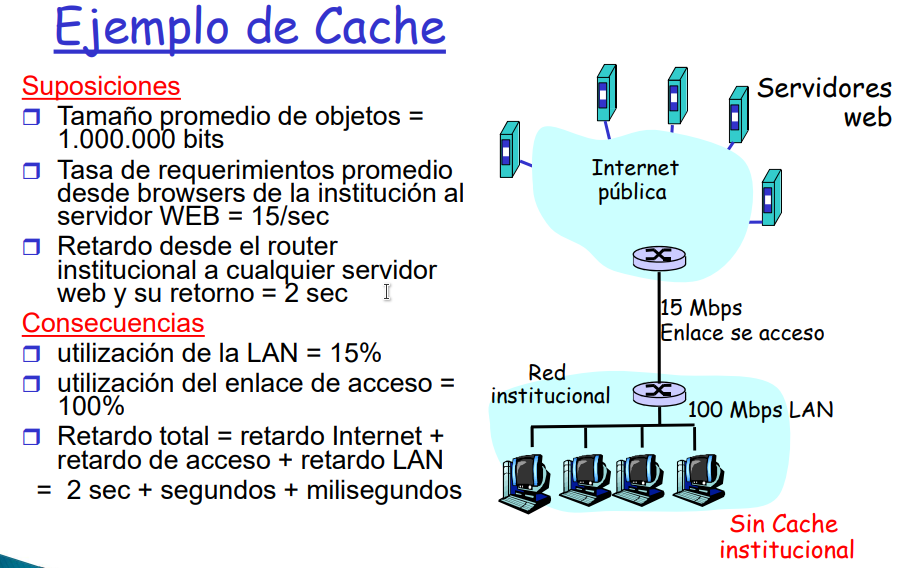 Ejemplo de Cache
Suposiciones
Tamaño promedio de objetos =
1.000.000 bits
Tasa de requerimientos promedio
desde browsers de la institución al
servidor WEB = 15/sec
Retardo desde el router
institucional a cualquier servidor
web y su retorno = 2 sec
Consecuencias
utilización de la LAN = 15%
utilización del enlace de acceso =
100%
Retardo total = retardo Internet +
retardo de acceso + retardo LAN
= 2 sec + segundos + milisegundos
Servidores
web
Internet
pública
15 Mbps
Enlace se acceso
Red
institucional
100 Mbps LAN
Sin Cache
institucional